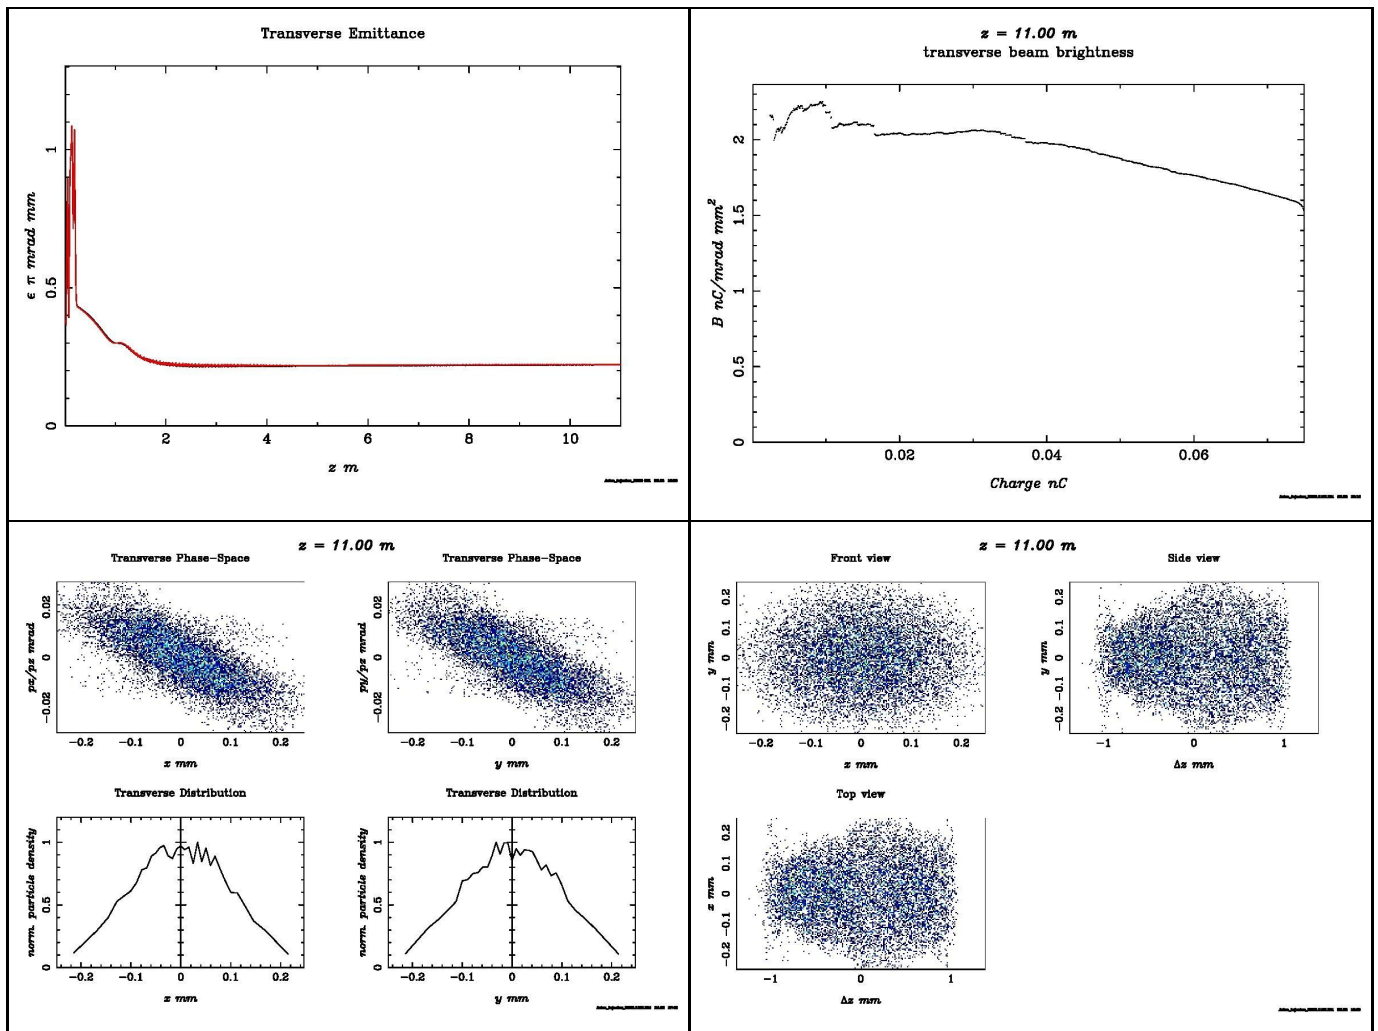 Transverse Emittance
ϵ π mrad mm
1
0.5
0
2 4 6 8 10
z m
z = 11.00 m
transverse beam brightness
B nC/mrad mm²
2
1.5
1
0.5
0
0.02 0.04 0.06
Charge nC
z = 11.00 m
Transverse Phase-Space
px/pz mrad
0.02
0
-0.02
-0.2 -0.1 0 0.1 0.2
x mm
Transverse Phase-Space
py/pz mrad
0.02
0
-0.02
-0.2 -0.1 0 0.1 0.2
y mm
Transverse Distribution
norm. particle density
1
0.5
0
-0.2 -0.1 0 0.1 0.2
x mm
Transverse Distribution
norm. particle density
1
0.5
0
-0.2 -0.1 0 0.1 0.2
y mm
z = 11.00 m
Front view
y mm
0.2
0.1
0
-0.1
-0.2
-0.2 -0.1 0 0.1 0.2
x mm
Side view
y mm
0.2
0.1
0
-0.1
-0.2
-1 0 1
Δz mm
Top view
x mm
0.2
0.1
0
-0.1
-0.2
-1 0 1
Δz mm